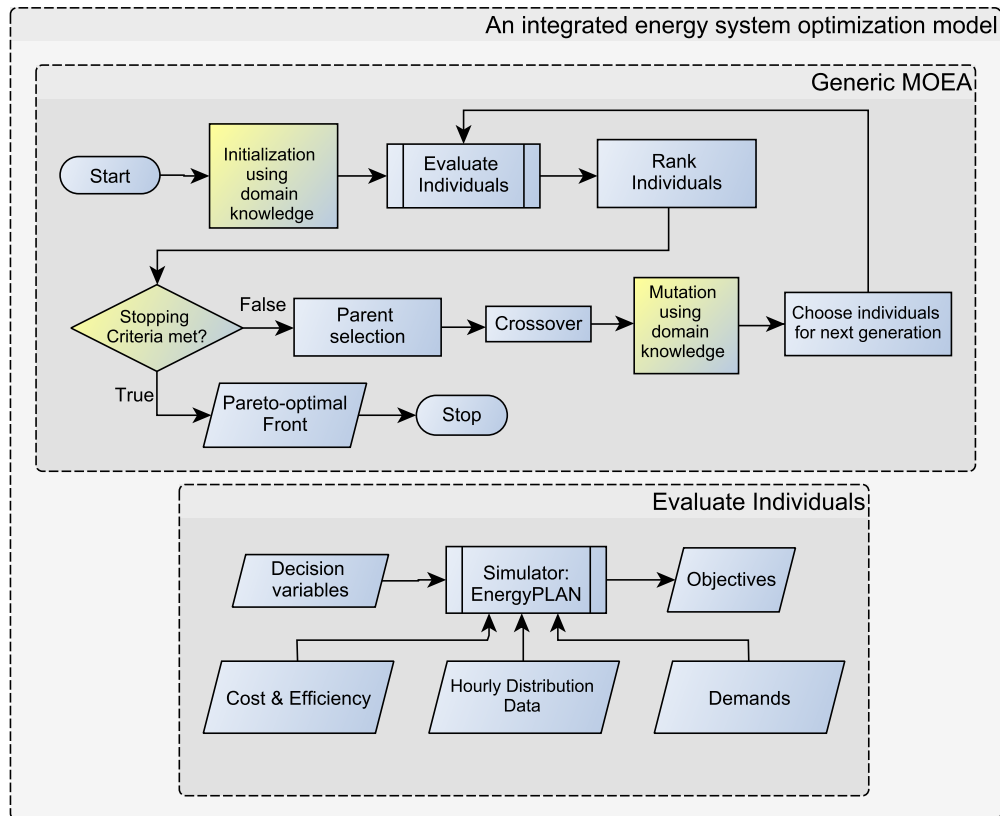 An integrated energy system optimization model
Generic MOEA
Start
Initialization
using
domain
knowledge
Evaluate
Individuals
Rank
Individuals
Stopping
Criteria met?
False
Parent
selection
Crossover
Mutation
using
domain
knowledge
Choose individuals
for next generation
True
Pareto-optimal
Front
Stop
Evaluate Individuals
Decision
variables
Simulator:
EnergyPLAN
Objectives
Cost & Efficiency
Hourly Distribution
Data
Demands